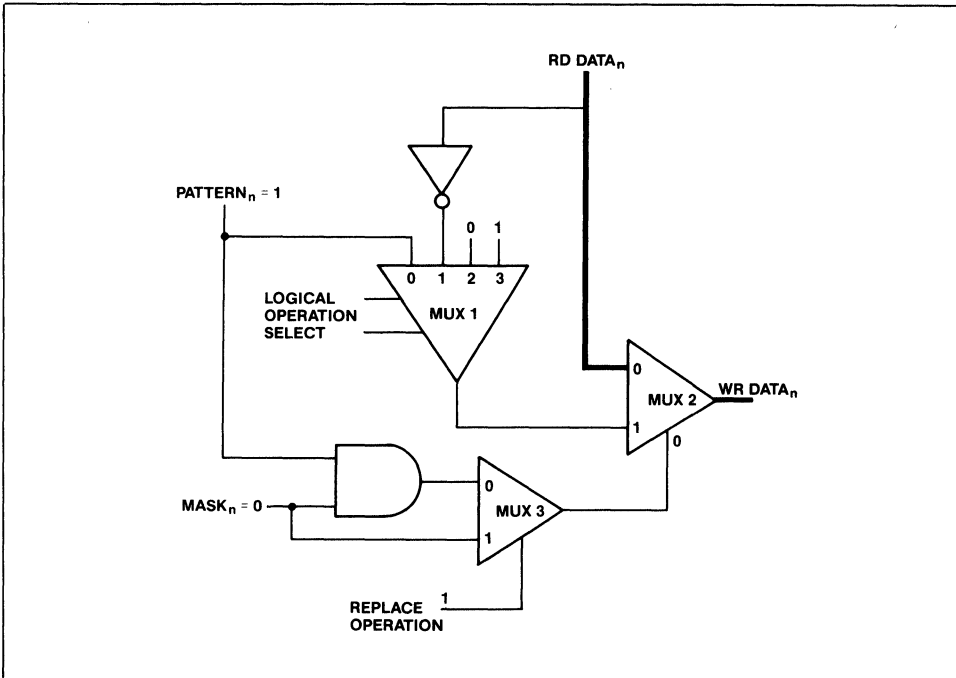 RD DATAn
PATTERNn = 1
0 1
0 1 2 3
LOGICAL
OPERATION
SELECT
MUX 1
0
MUX 2
WR DATAn
1
0
0
MASKn = 0
MUX 3
1
1
REPLACE
OPERATION